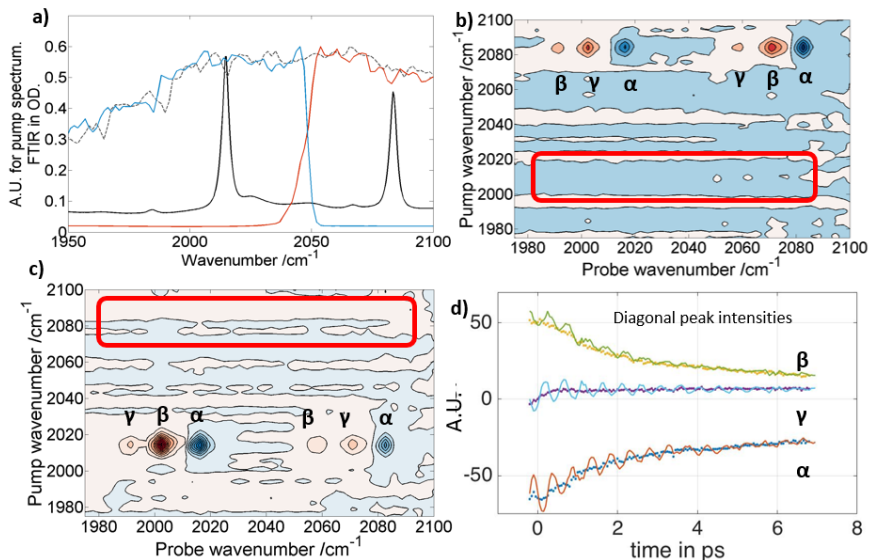 a)
0.6
0.5
0.4
0.3
0.2
0.1
0
1950
2000
2050
2100
Wavenumber /cm-1
A.U. for pump spectrum.
FTIR in OD.
b)
2100
2080
2060
2040
2020
2000
1980
β γ α γ β α
1980
2000
2020
2040
2060
2080
2100
Probe wavenumber /cm-1
Pump wavenumber /cm-1
c)
2100
2080
2060
2040
2020
2000
1980
γ β α β γ α
1980
2000
2020
2040
2060
2080
2100
Probe wavenumber /cm-1
Pump wavenumber /cm-1
d)
Diagonal peak intensities
50
0
-50
β
γ
α
0
2
4
6
8
time in ps
A.U.